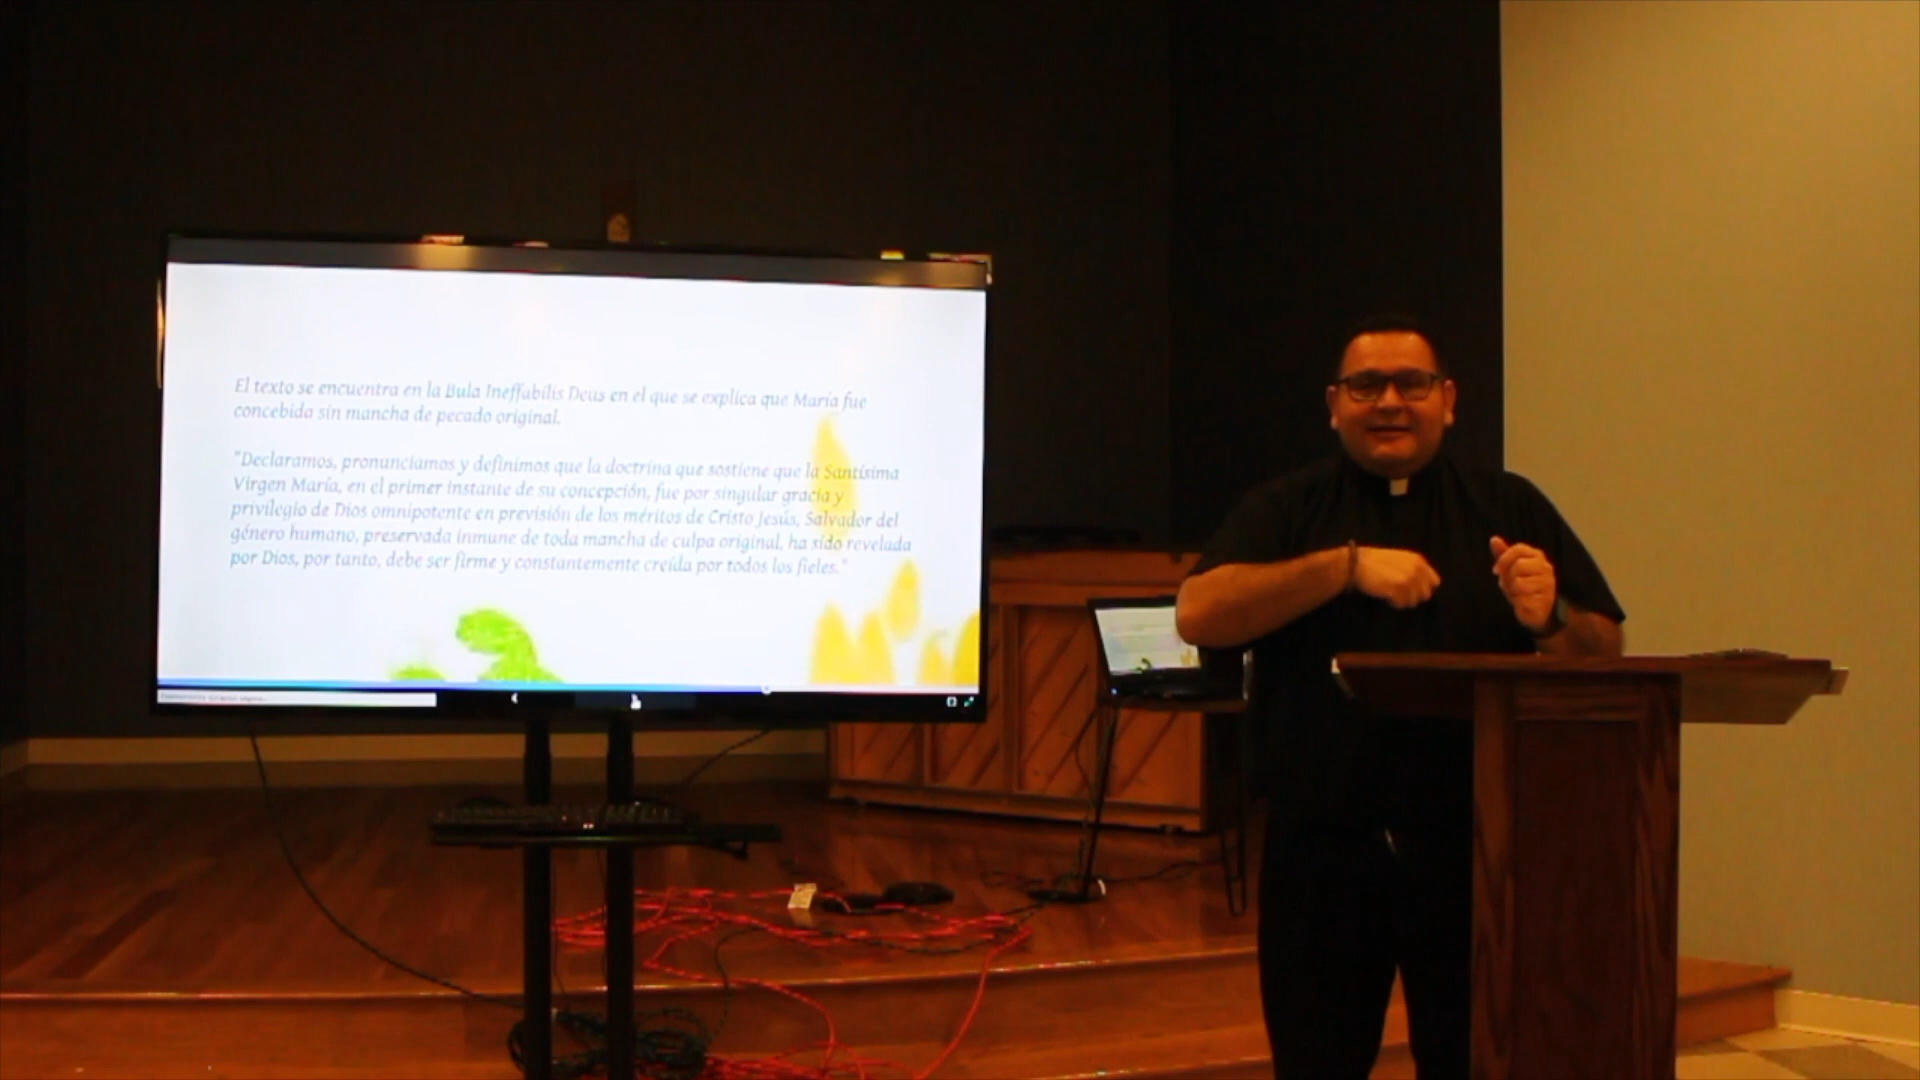 El texto se encuentra en la Bula Ineffabilis Deus en el que se explica que María fue
concebida sin mancha de pecado original.
"Declaramos, pronunciamos y definimos que la doctrina que sostiene que la Santísima
Virgen María, en el primer instante de su concepción, fue por singular gracia y
privilegio de Dios omnipotente en previsión de los méritos de Cristo Jesús, Salvador del
género humano, preservada inmune de toda mancha de culpa original, ha sido revelada
por Dios, por tanto, debe ser firme y constantemente creída por todos los fieles."